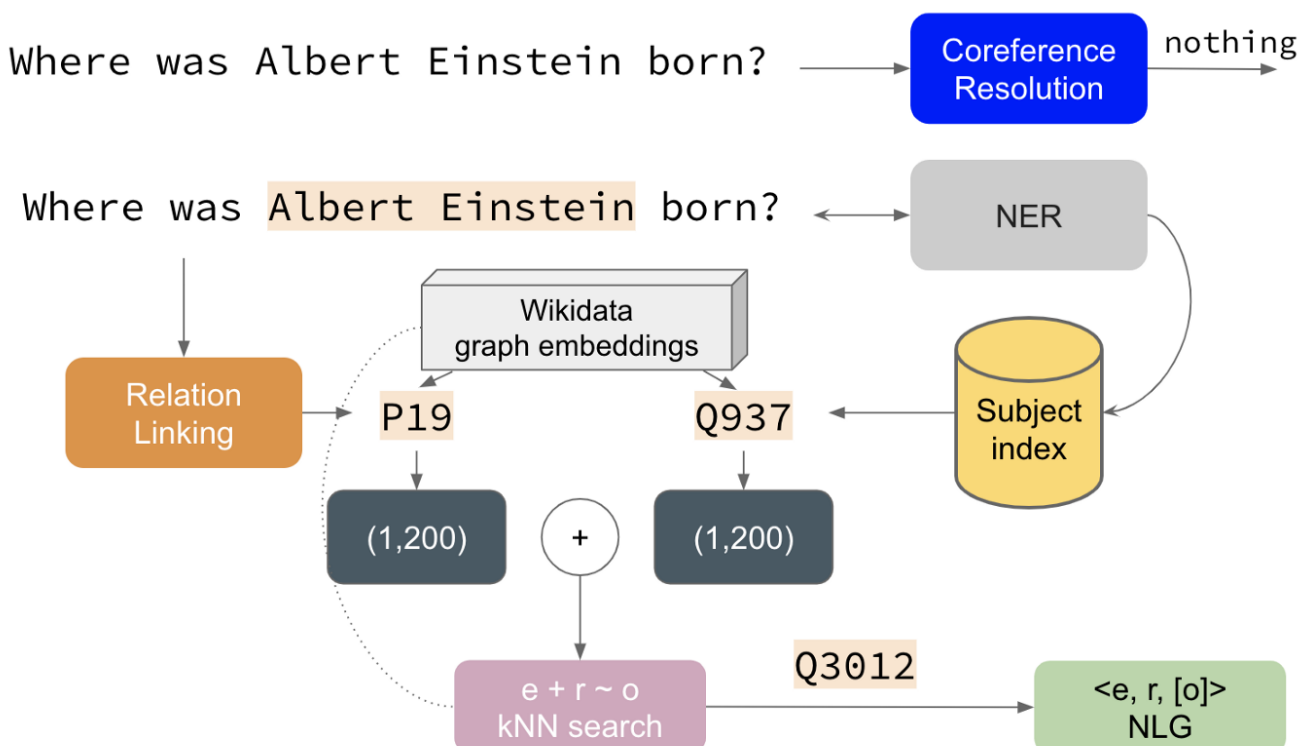 Where was Albert Einstein born?
Coreference
Resolution
nothing
Where was Albert Einstein born?
NER
Wikidata
graph embeddings
Relation
Linking
P19
Q937
Subject
index
(1,200)
+
(1,200)
Q3012
e + r ~ o
kNN search
<e, r, [o]>
NLG